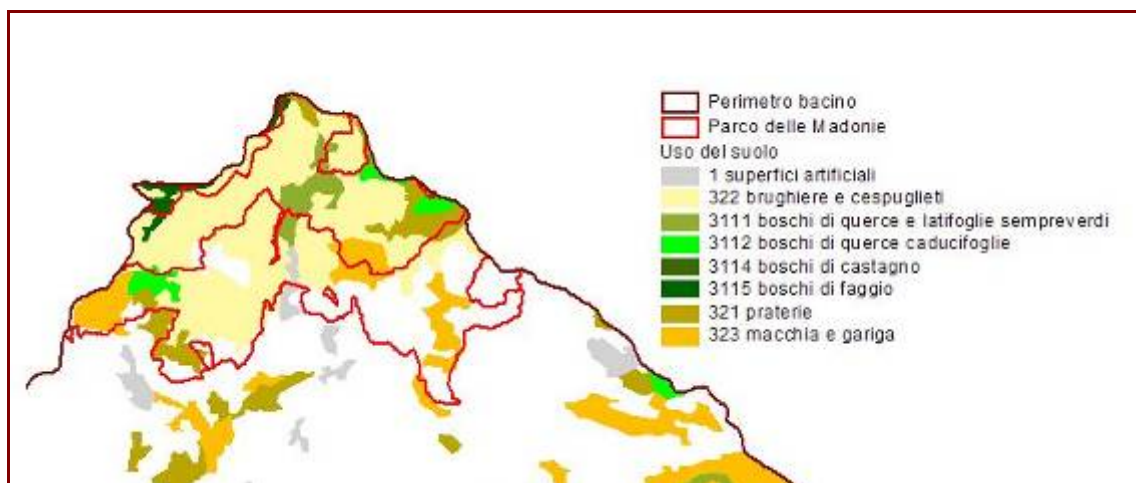 Perimetro bacino
Parco delle Madonie
Uso del suolo
1 superfici artificiali
322 brughiere e cespuglieti
3111 boschi di querce e latifoglie sempreverdi
3112 boschi di querce caducifoglie
3114 boschi di castagno
3115 boschi di faggio
321 praterie
323 macchia e gariga